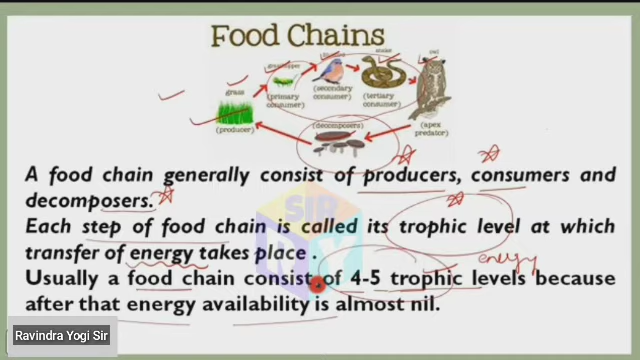 Food Chains
grass
grasshopper
snake
owl
(primary
consumer)
(secondary
consumer)
(tertiary
consumer)
(producer)
(decomposers)
(apex
predator)
A food chain generally consist of producers, consumers and
decomposers.
Each step of food chain is called its trophic level at which
transfer of energy takes place .
energy
Usually a food chain consist of 4-5 trophic levels because
after that energy availability is almost nil.
SIR
Ravindra Yogi Sir